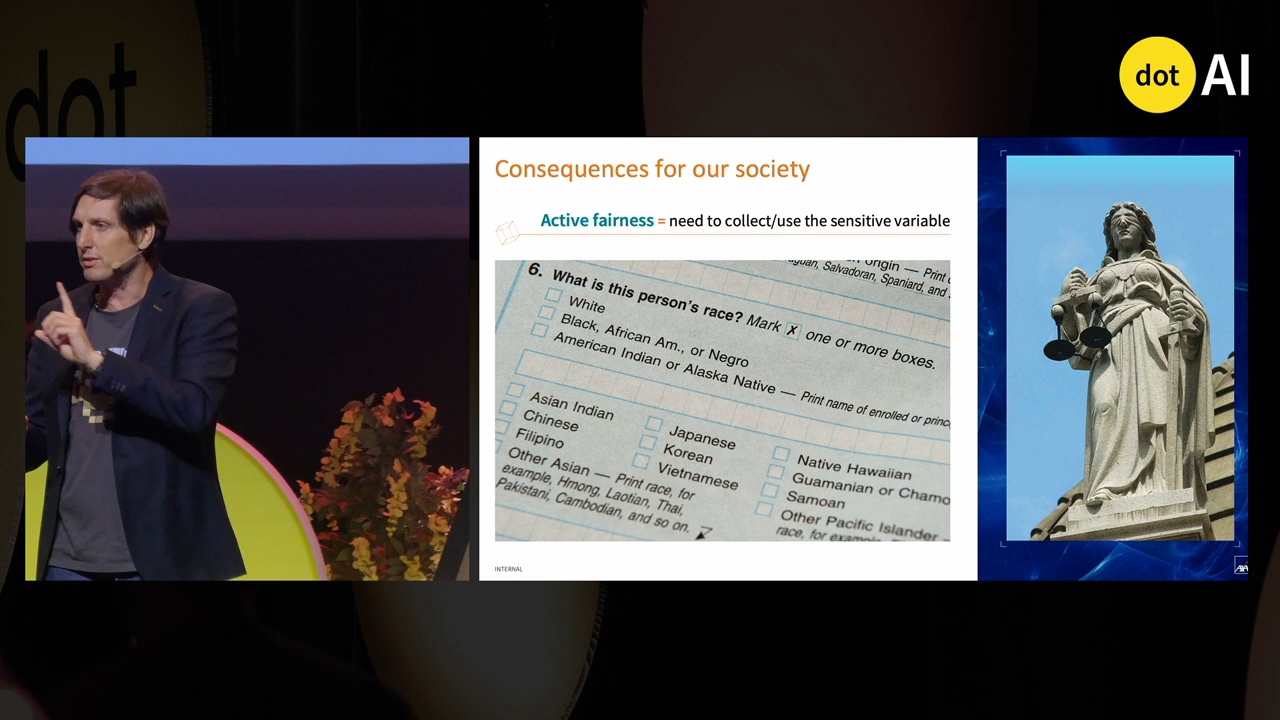 dot
dot AI
Consequences for our society
Active fairness = need to collect/use the sensitive variable
Origin — Print
Salvadoran, Spaniard, and
6. What is this person's race? Mark X one or more boxes.
White
Black, African Am., or Negro
American Indian or Alaska Native — Print name of enrolled or
Asian Indian
Chinese
Filipino
Other Asian — Print race, for
example, Hmong, Laotian, Thai,
Pakistani, Cambodian, and so on.
Japanese
Korean
Vietnamese
Native Hawaiian
Guamanian or
Samoan
Other Pacific Islander
race, for
INTERNAL
AXA